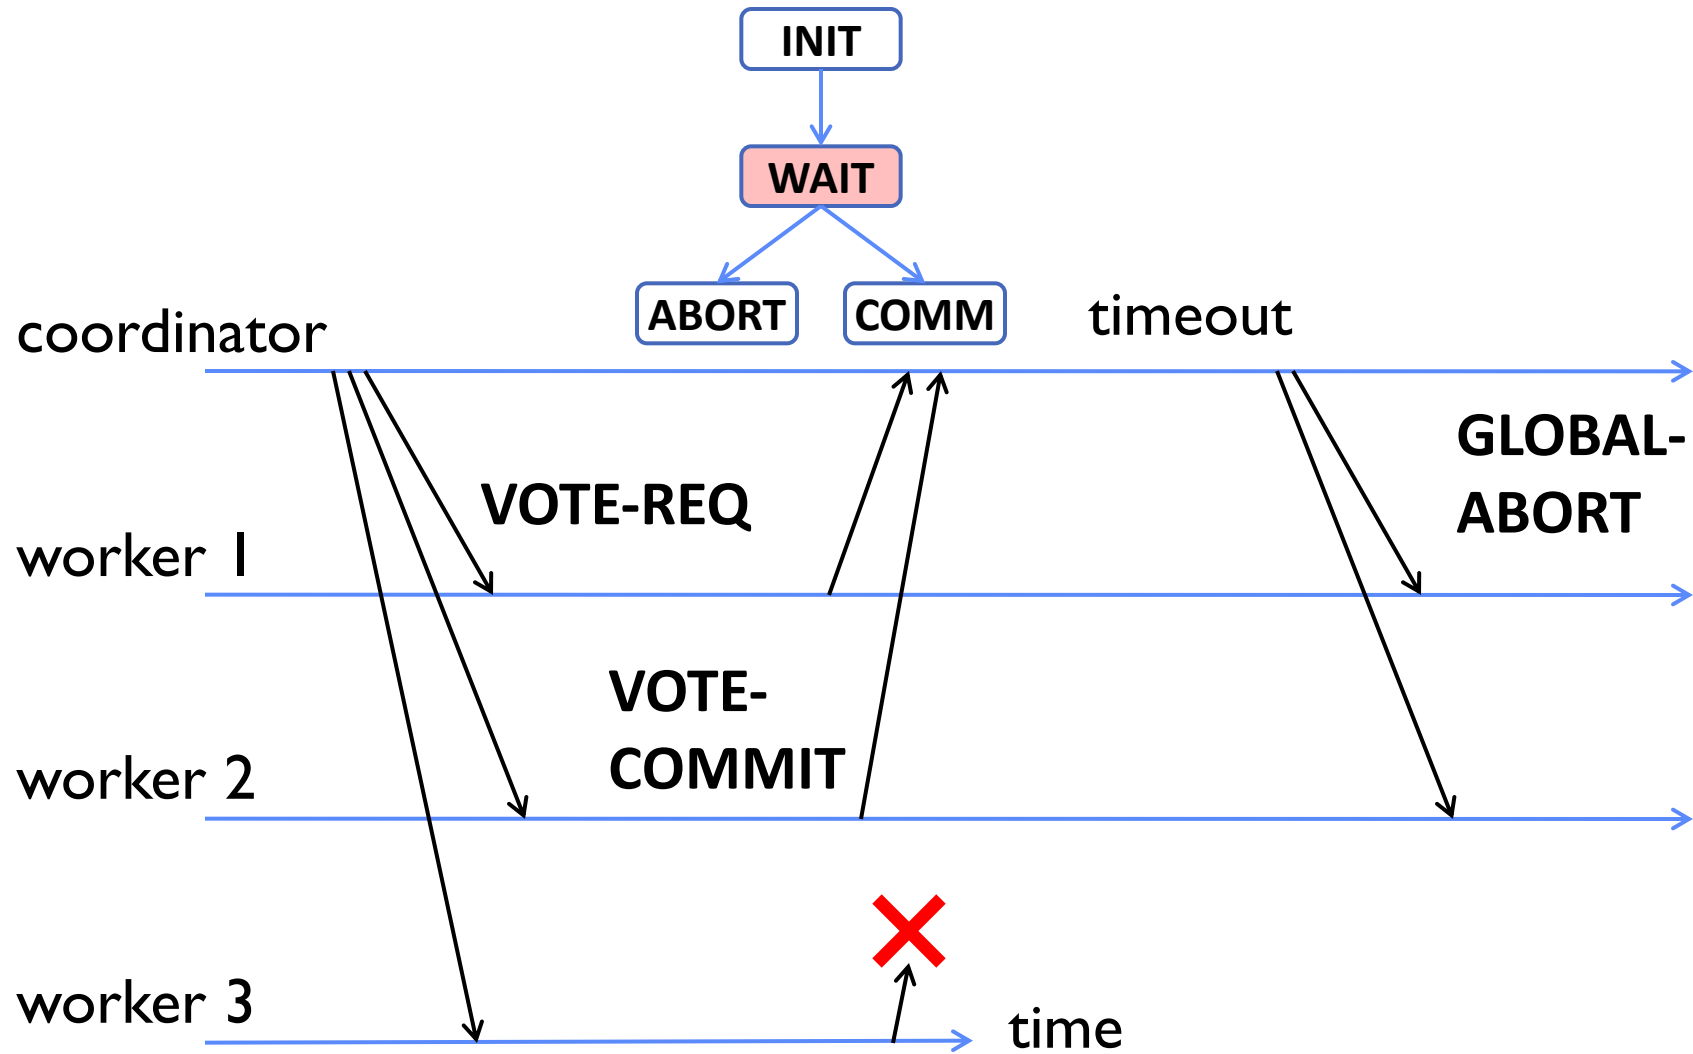 INIT
WAIT
ABORT
COMM
coordinator
timeout
GLOBAL-
ABORT
VOTE-REQ
worker 1
VOTE-
COMMIT
worker 2
worker 3
time